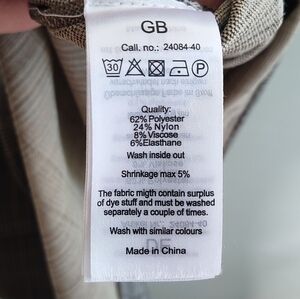 GB
Call. no.: 24084-40
30 P
Quality:
62% Polyester
24% Nylon
8% Viscose
6% Elasthane
Wash inside out
Shrinkage max 5%
The fabric migth contain surplus
of dye stuff and must be washed
separately a couple of times.
Wash with similar colours
Made in China